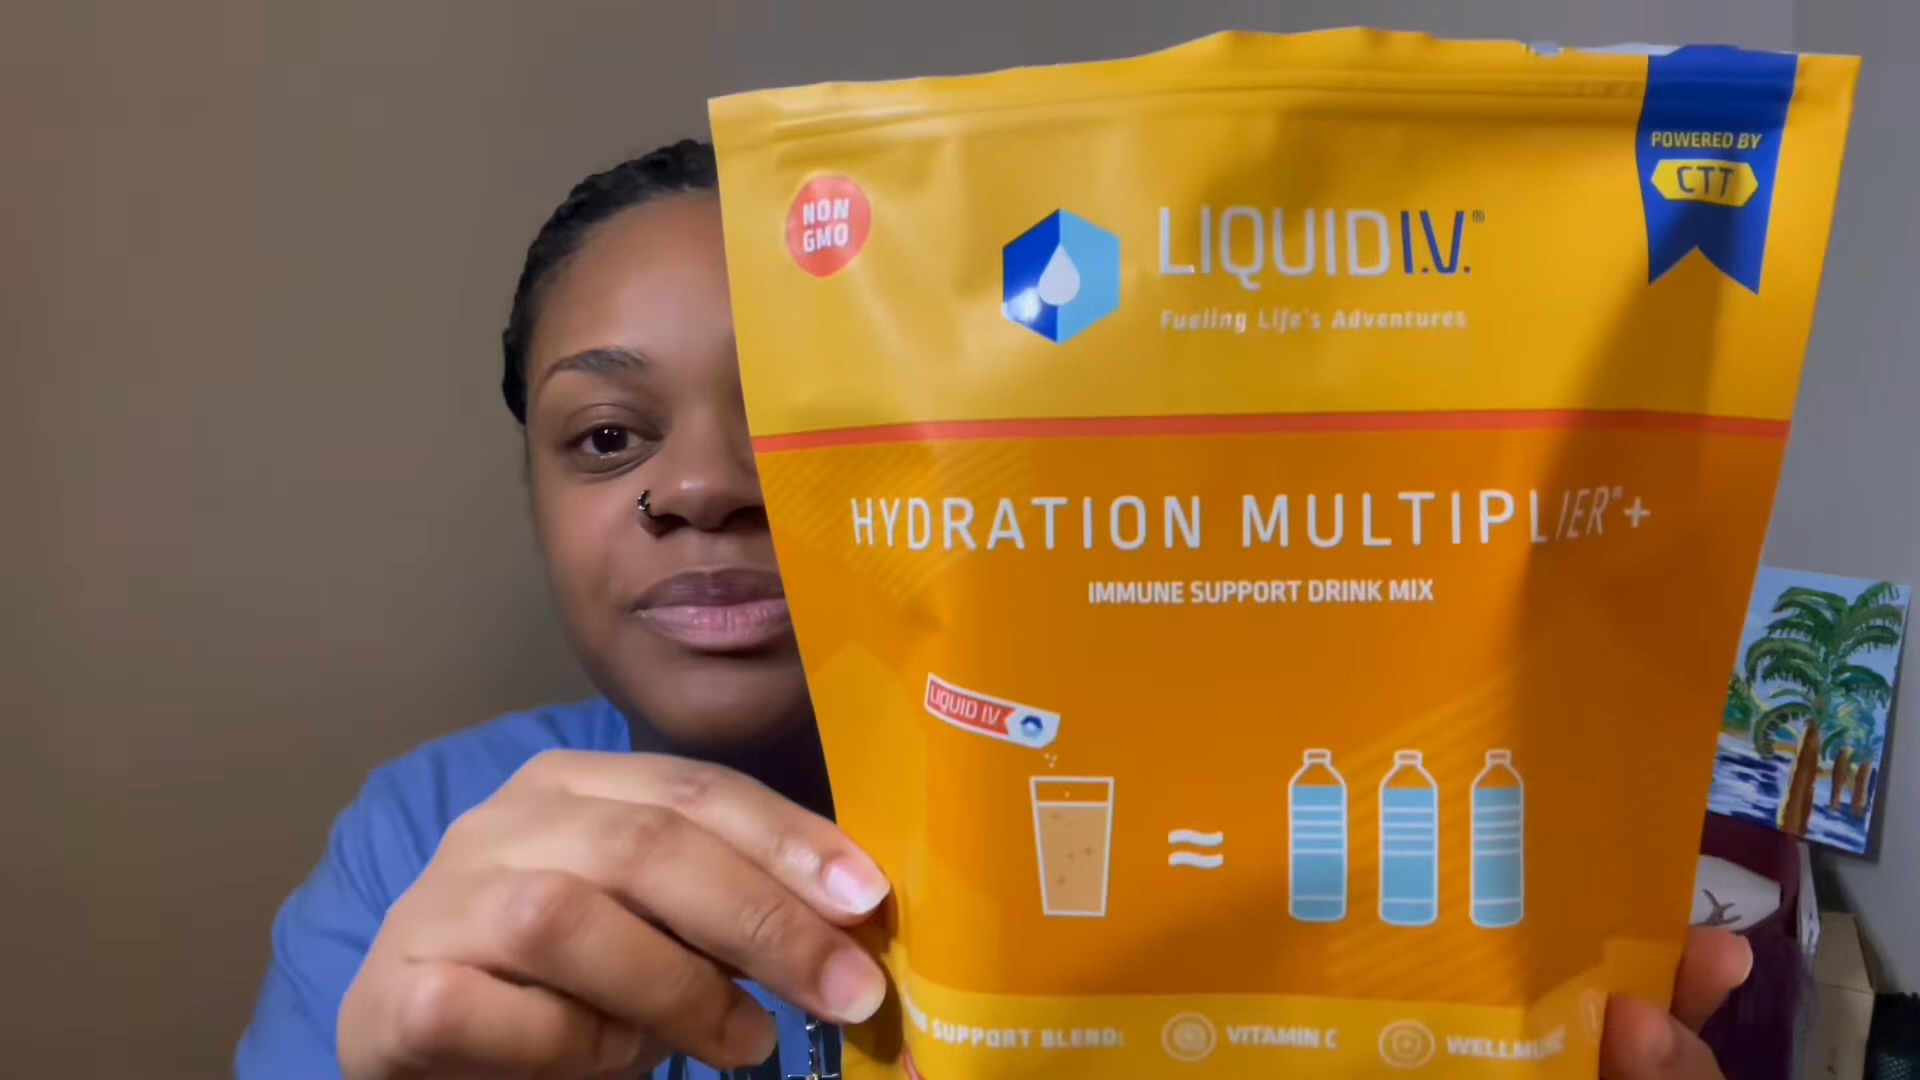 POWERED BY
CTT
NON
GMO
LIQUID I.V.®
Fueling Life's Adventures
HYDRATION MULTIPLIER®+
IMMUNE SUPPORT DRINK MIX
LIQUID I.V
≈
SUPPORT BLEND: VITAMIN C